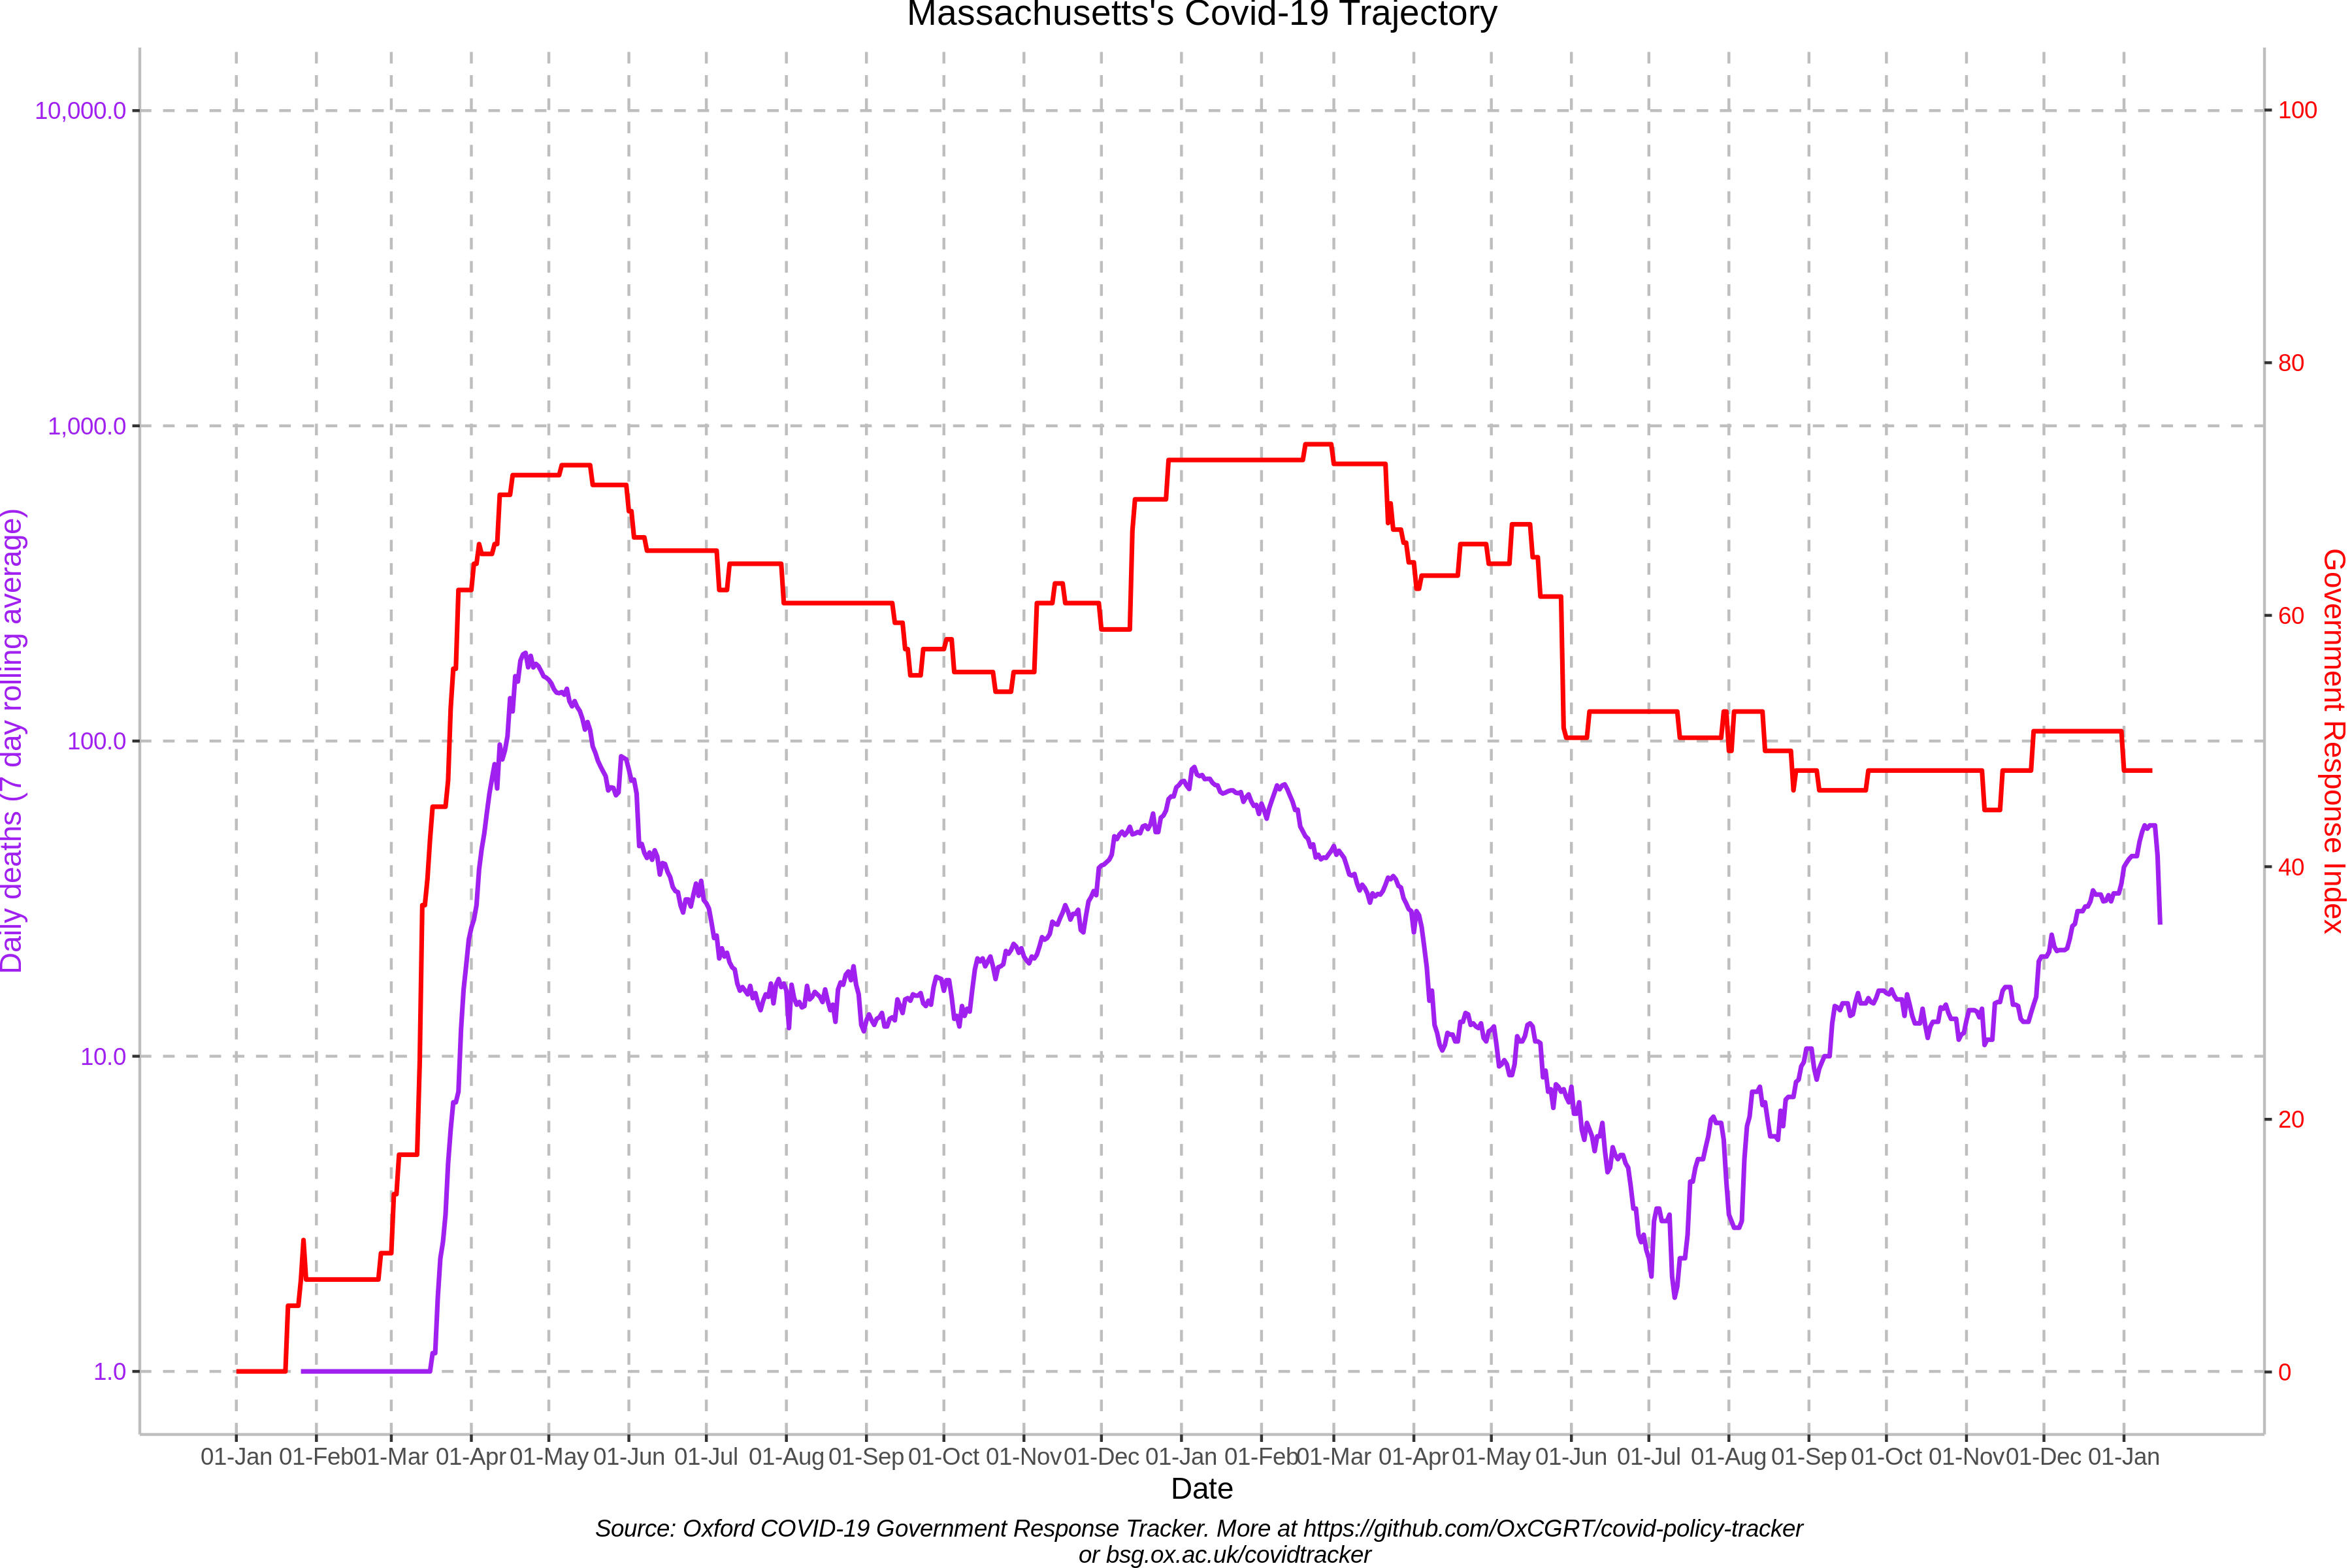 Massachusetts's Covid-19 Trajectory
10,000.0
1,000.0
100.0
10.0
1.0
Daily deaths (7 day rolling average)
100
80
60
40
20
0
Government Response Index
01-Jan 01-Feb 01-Mar 01-Apr 01-May 01-Jun 01-Jul 01-Aug 01-Sep 01-Oct 01-Nov 01-Dec 01-Jan 01-Feb 01-Mar 01-Apr 01-May 01-Jun 01-Jul 01-Aug 01-Sep 01-Oct 01-Nov 01-Dec 01-Jan
Date
Source: Oxford COVID-19 Government Response Tracker. More at https://github.com/OxCGRT/covid-policy-tracker
or bsg.ox.ac.uk/covidtracker